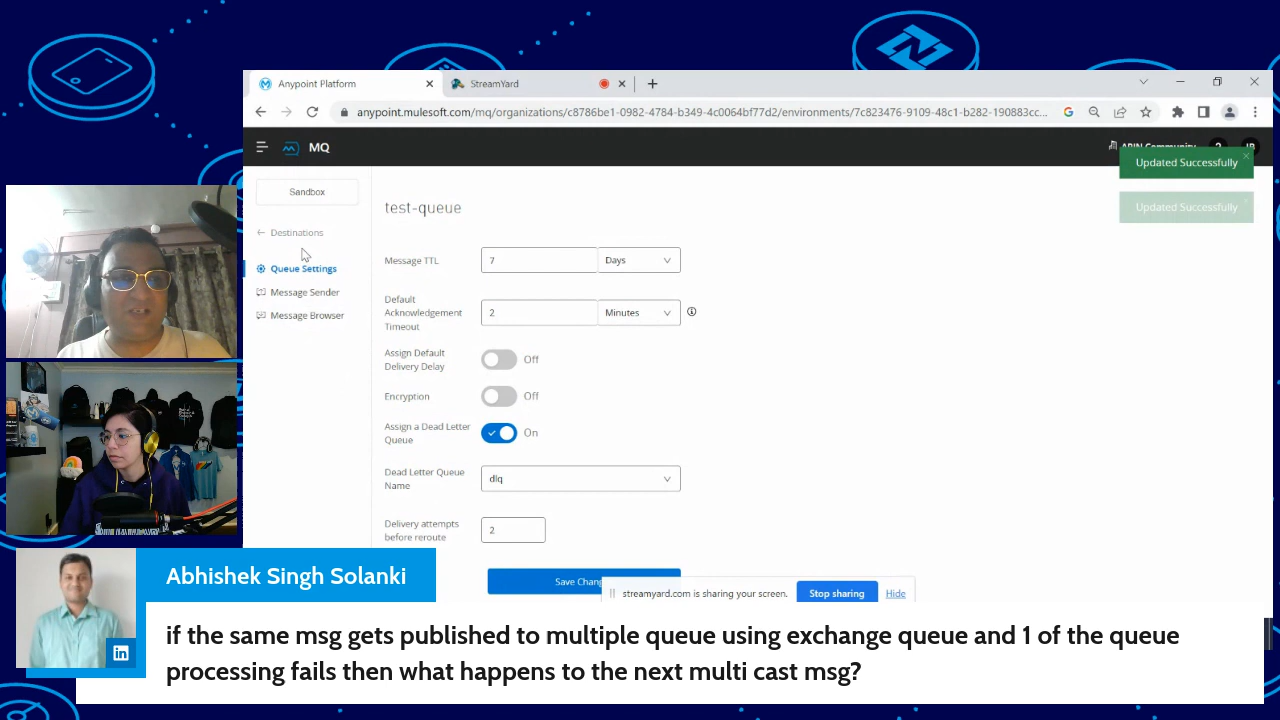 Anypoint Platform
StreamYard
anypoint.mulesoft.com/mq/organizations/c8786be1-0982-4784-b349-4c0064bf77d2/environments/7c823476-9109-48c1-b282-190883cc...
MQ
APIN Community
?
Updated Successfully
Updated Successfully
Sandbox
Destinations
Queue Settings
Message Sender
Message Browser
test-queue
Message TTL
7
Days
Default
Acknowledgement
Timeout
2
Minutes
Assign Default
Delivery Delay
Off
Encryption
Off
Assign a Dead Letter
Queue
On
Dead Letter Queue
Name
dlq
Delivery attempts
before reroute
2
Save Chang
streamyard.com is sharing your screen.
Stop sharing
Hide
Abhishek Singh Solanki
in
if the same msg gets published to multiple queue using exchange queue and 1 of the queue
processing fails then what happens to the next multi cast msg?